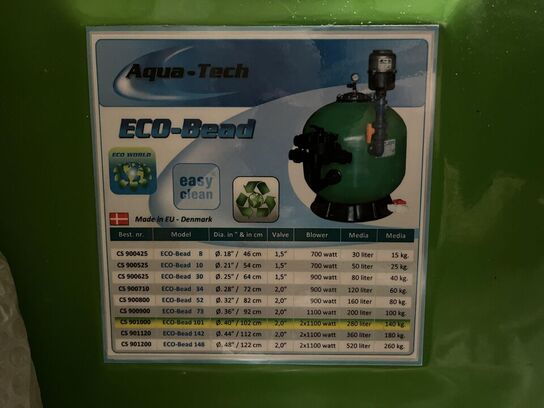 Aqua-Tech
ECO-Bead
ECO WORLD
easy clean
Made in EU - Denmark
Best. nr. Model Dia. in " & in cm Valve Blower Media Media
CS 900425 ECO-Bead 8 Ø. 18" / 46 cm 1,5" 700 watt 30 liter 15 kg.
CS 900525 ECO-Bead 10 Ø. 21" / 54 cm 1,5" 700 watt 50 liter 25 kg.
CS 900625 ECO-Bead 30 Ø. 25" / 64 cm 1,5" 900 watt 80 liter 40 kg.
CS 900710 ECO-Bead 34 Ø. 28" / 72 cm 2,0" 900 watt 120 liter 60 kg.
CS 900800 ECO-Bead 52 Ø. 32" / 82 cm 2,0" 900 watt 160 liter 80 kg.
CS 900900 ECO-Bead 73 Ø. 36" / 92 cm 2,0" 1100 watt 200 liter 100 kg.
CS 901000 ECO-Bead 101 Ø. 40" / 102 cm 2,0" 2x1100 watt 280 liter 140 kg.
CS 901120 ECO-Bead 142 Ø. 44" / 112 cm 2,0" 2x1100 watt 360 liter 180 kg.
CS 901200 ECO-Bead 148 Ø. 48" / 122 cm 2,0" 2x1100 watt 520 liter 260 kg.